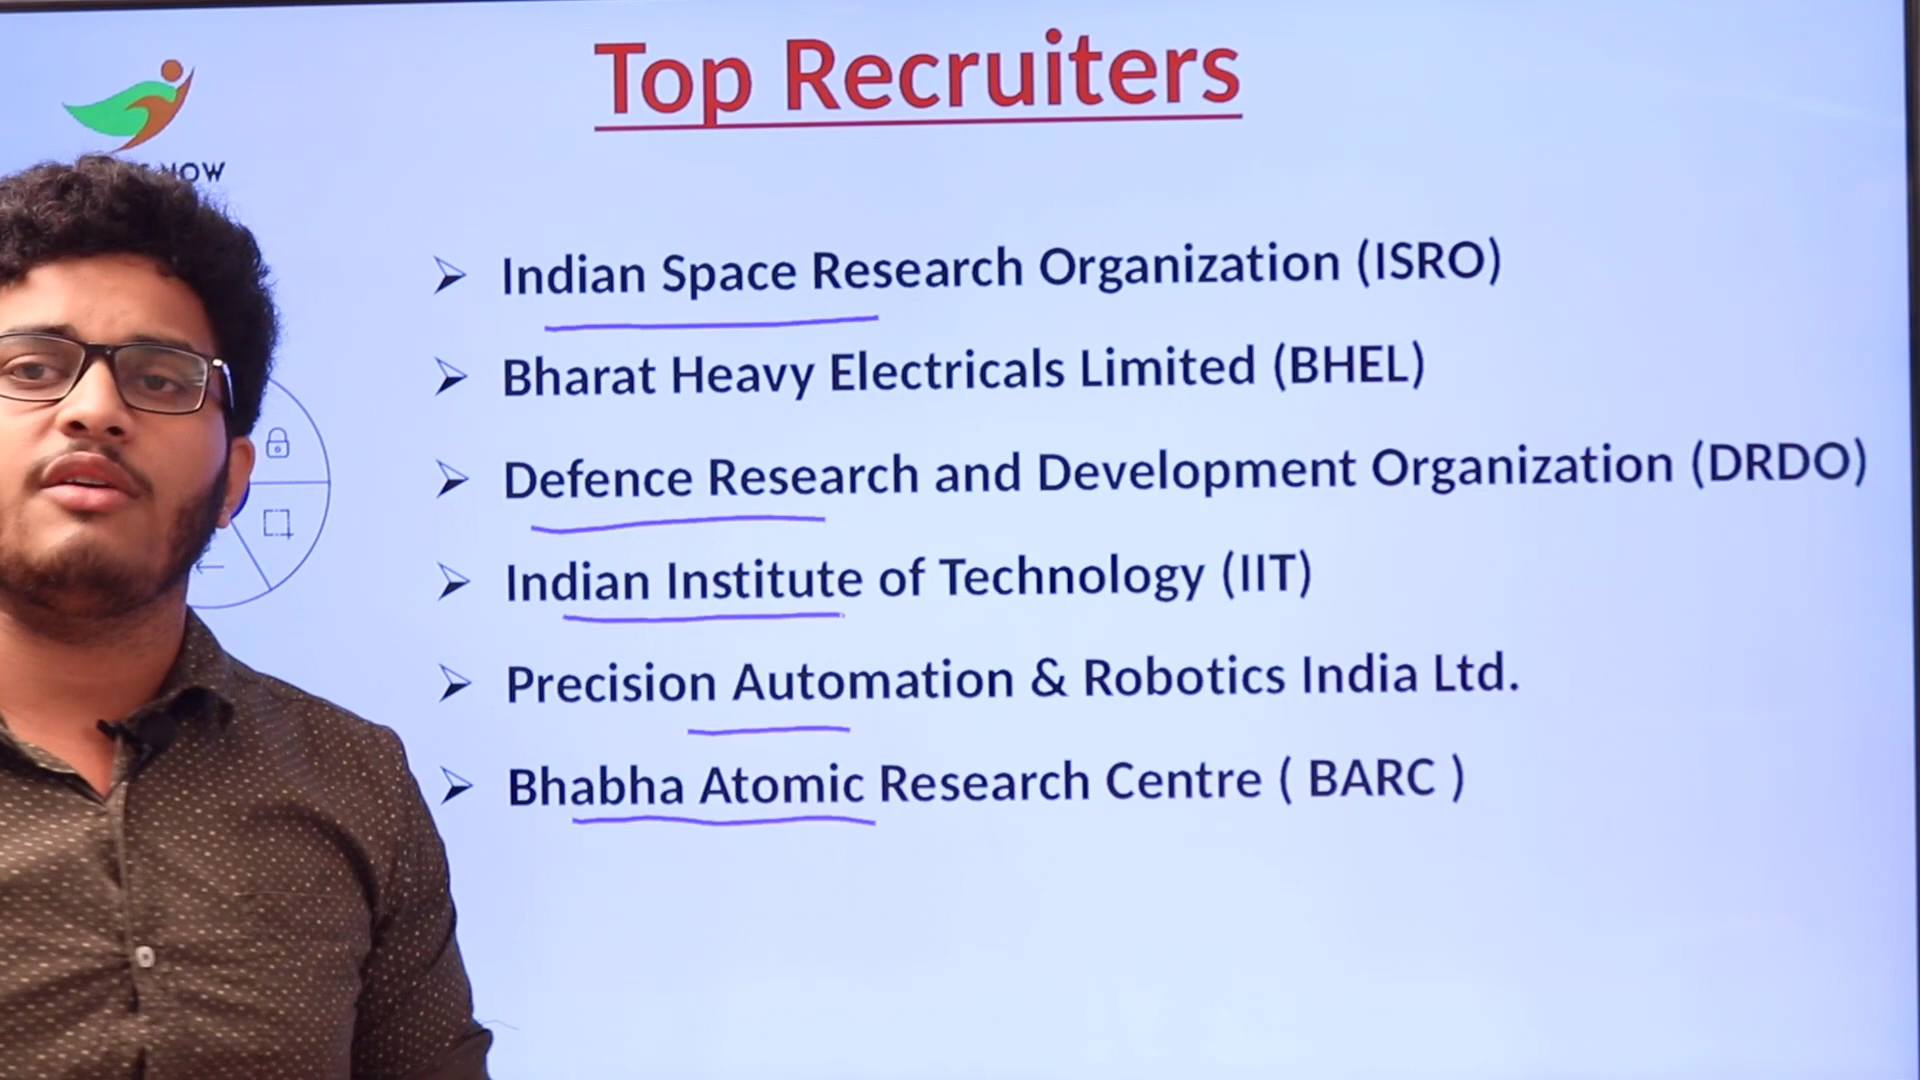 Top Recruiters
NOW
Indian Space Research Organization (ISRO)
Bharat Heavy Electricals Limited (BHEL)
Defence Research and Development Organization (DRDO)
Indian Institute of Technology (IIT)
Precision Automation & Robotics India Ltd.
Bhabha Atomic Research Centre ( BARC )